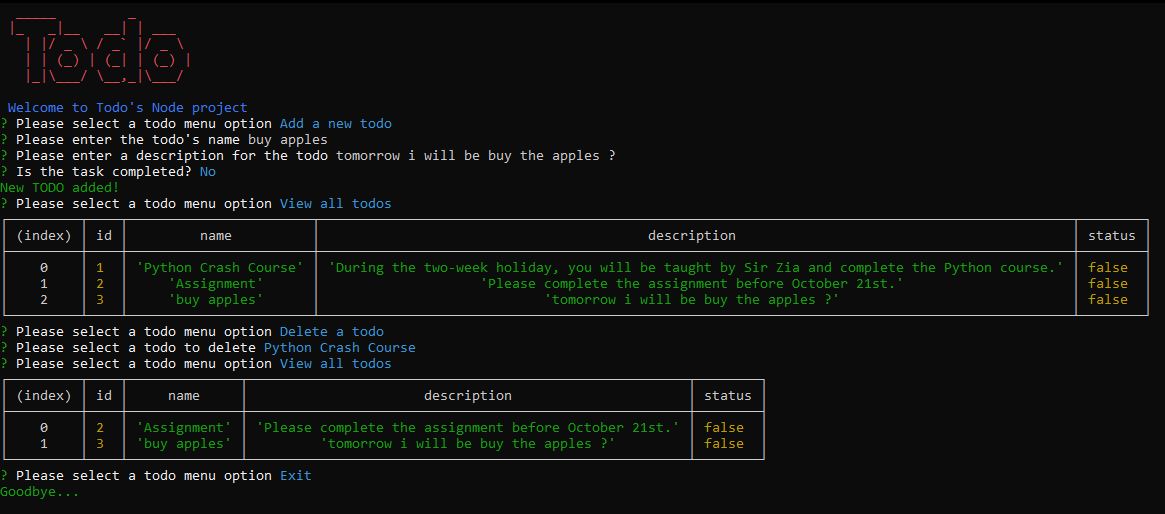 Todo
Welcome to Todo's Node project
? Please select a todo menu option Add a new todo
? Please enter the todo's name buy apples
? Please enter a description for the todo tomorrow i will be buy the apples ?
? Is the task completed? No
New TODO added!
? Please select a todo menu option View all todos
(index) id name description status
0 1 'Python Crash Course' 'During the two-week holiday, you will be taught by Sir Zia and complete the Python course.' false
1 2 'Assignment' 'Please complete the assignment before October 21st.' false
2 3 'buy apples' 'tomorrow i will be buy the apples ?' false
? Please select a todo menu option Delete a todo
? Please select a todo to delete Python Crash Course
? Please select a todo menu option View all todos
(index) id name description status
0 2 'Assignment' 'Please complete the assignment before October 21st.' false
1 3 'buy apples' 'tomorrow i will be buy the apples ?' false
? Please select a todo menu option Exit
Goodbye...